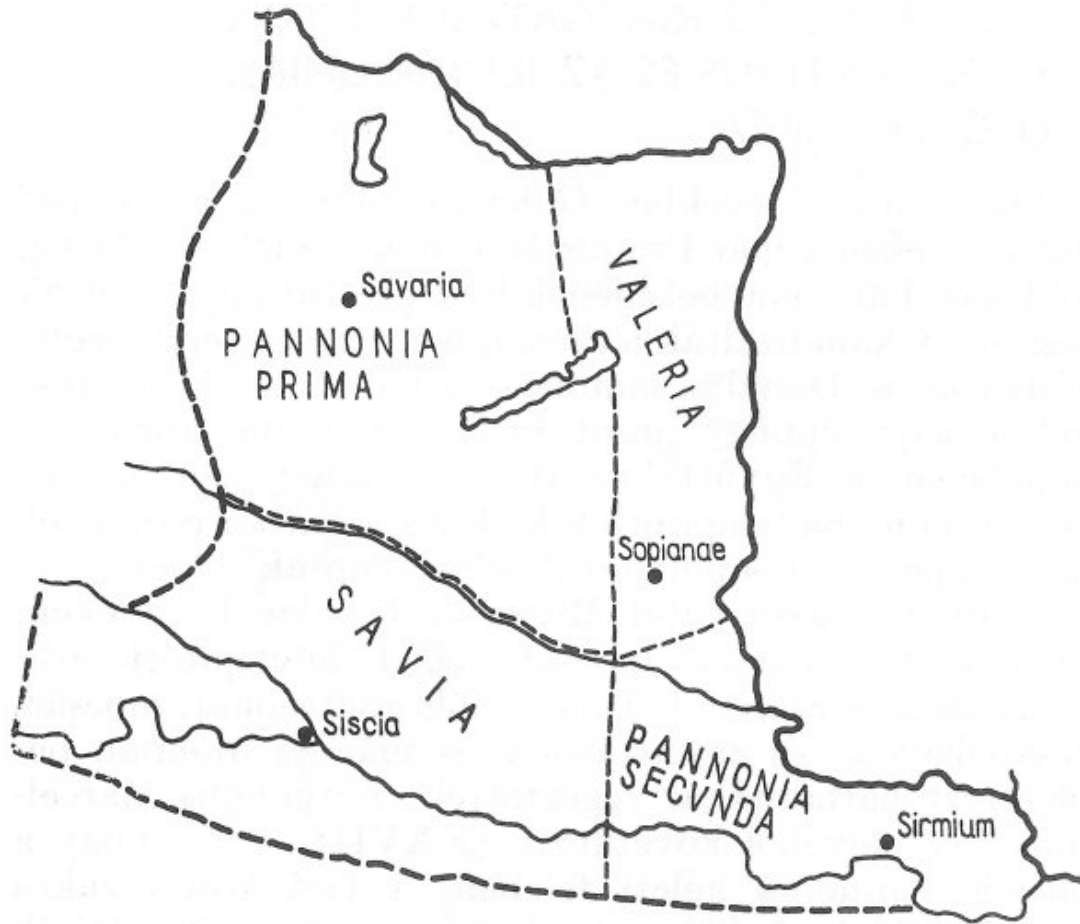 Savaria
PANNONIA
PRIMA
VALERIA
Sopianae
SAVIA
Siscia
PANNONIA
SECVNDA
Sirmium